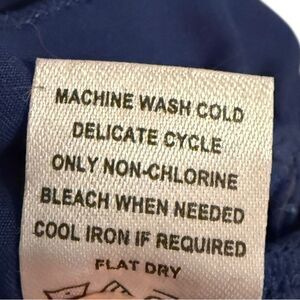 MACHINE WASH COLD
DELICATE CYCLE
ONLY NON-CHLORINE
BLEACH WHEN NEEDED
COOL IRON IF REQUIRED
FLAT DRY